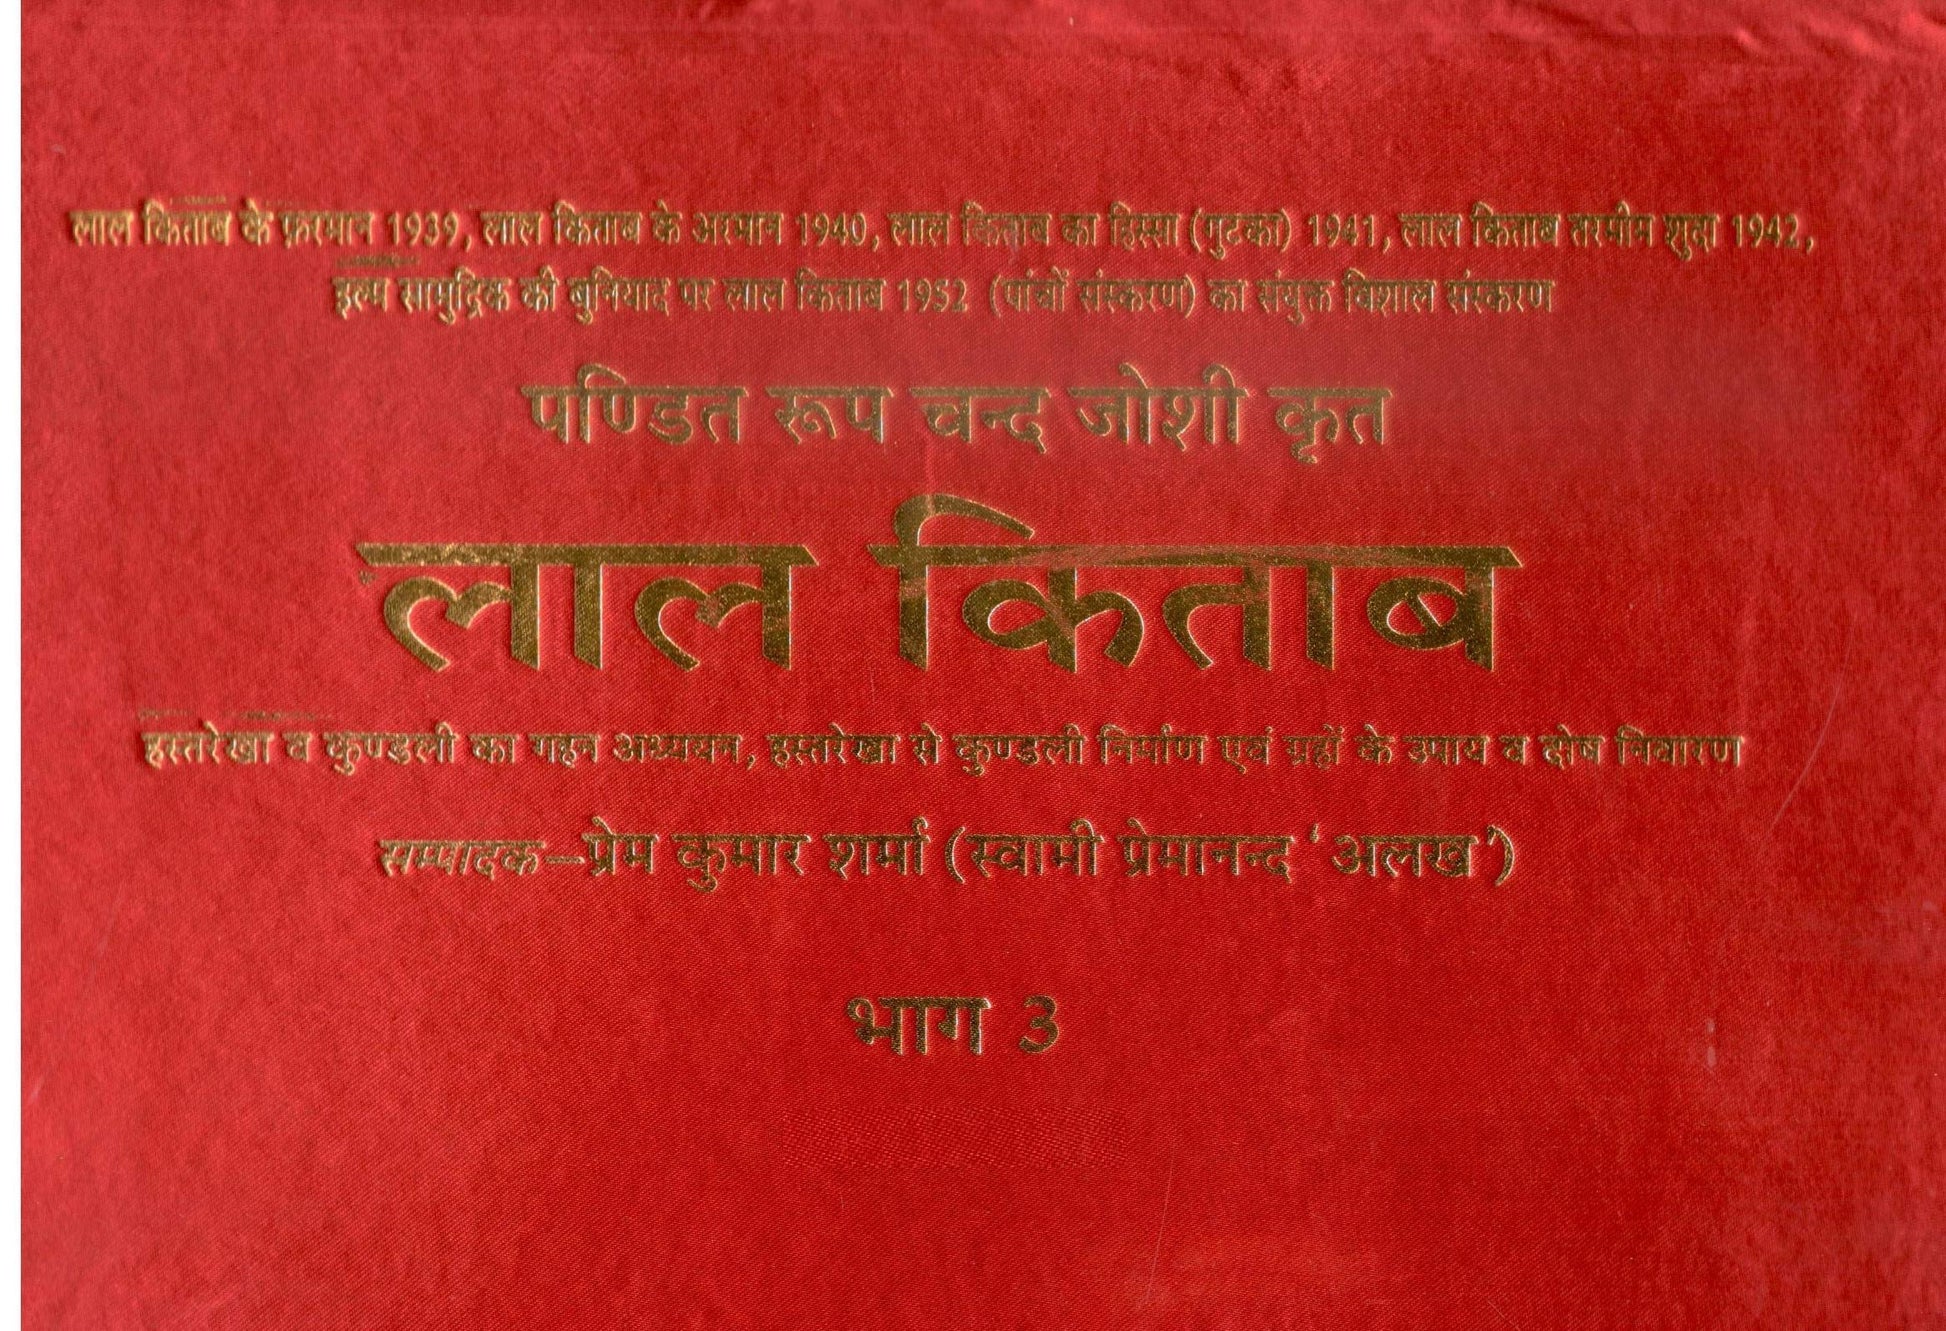 लाल किताब के फ़रमान 1939, लाल किताब के अरमान 1940, लाल किताब का हिस्सा (गुटका) 1941, लाल किताब तरमीम शुदा 1942,
इल्म सामुद्रिक की बुनियाद पर लाल किताब 1952 (पांचों संस्करण) का संयुक्त विशाल संस्करण
पण्डित रूप चन्द जोशी कृत
लाल किताब
हस्तरेखा व कुण्डली का गहन अध्ययन, हस्तरेखा से कुण्डली निर्माण एवं ग्रहों के उपाय व दोष निवारण
सम्पादक—प्रेम कुमार शर्मा (स्वामी प्रेमानन्द ‘अलख’)
भाग 3